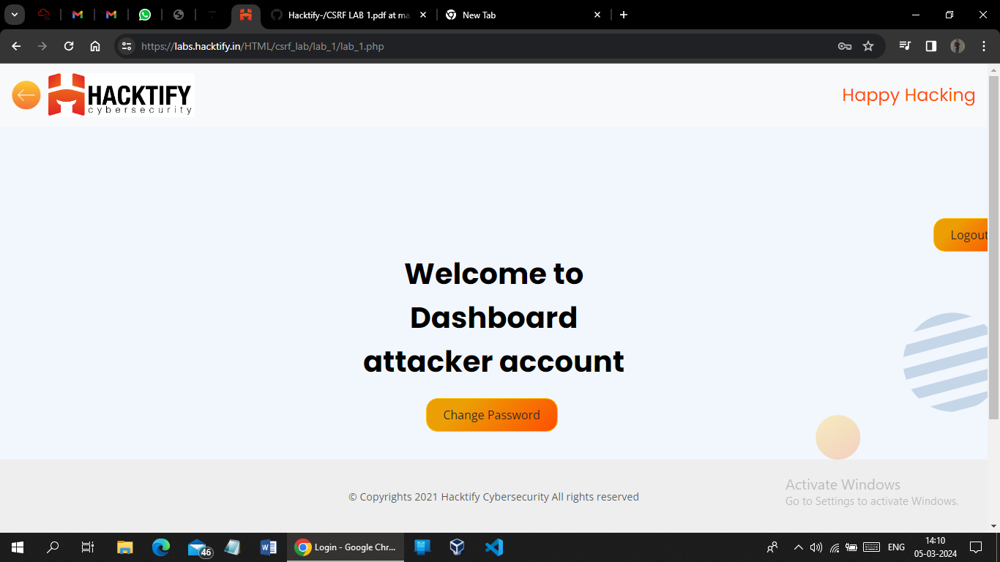 Hacktify-/CSRF LAB 1.pdf at ma
New Tab
https://labs.hacktify.in/HTML/csrf_lab/lab_1/lab_1.php
HACKTIFY
cybersecurity
Happy Hacking
Logout
Welcome to
Dashboard
attacker account
Change Password
Activate Windows
Go to Settings to activate Windows.
© Copyrights 2021 Hacktify Cybersecurity All rights reserved
46
Login - Google Chr...
ENG
14:10
05-03-2024